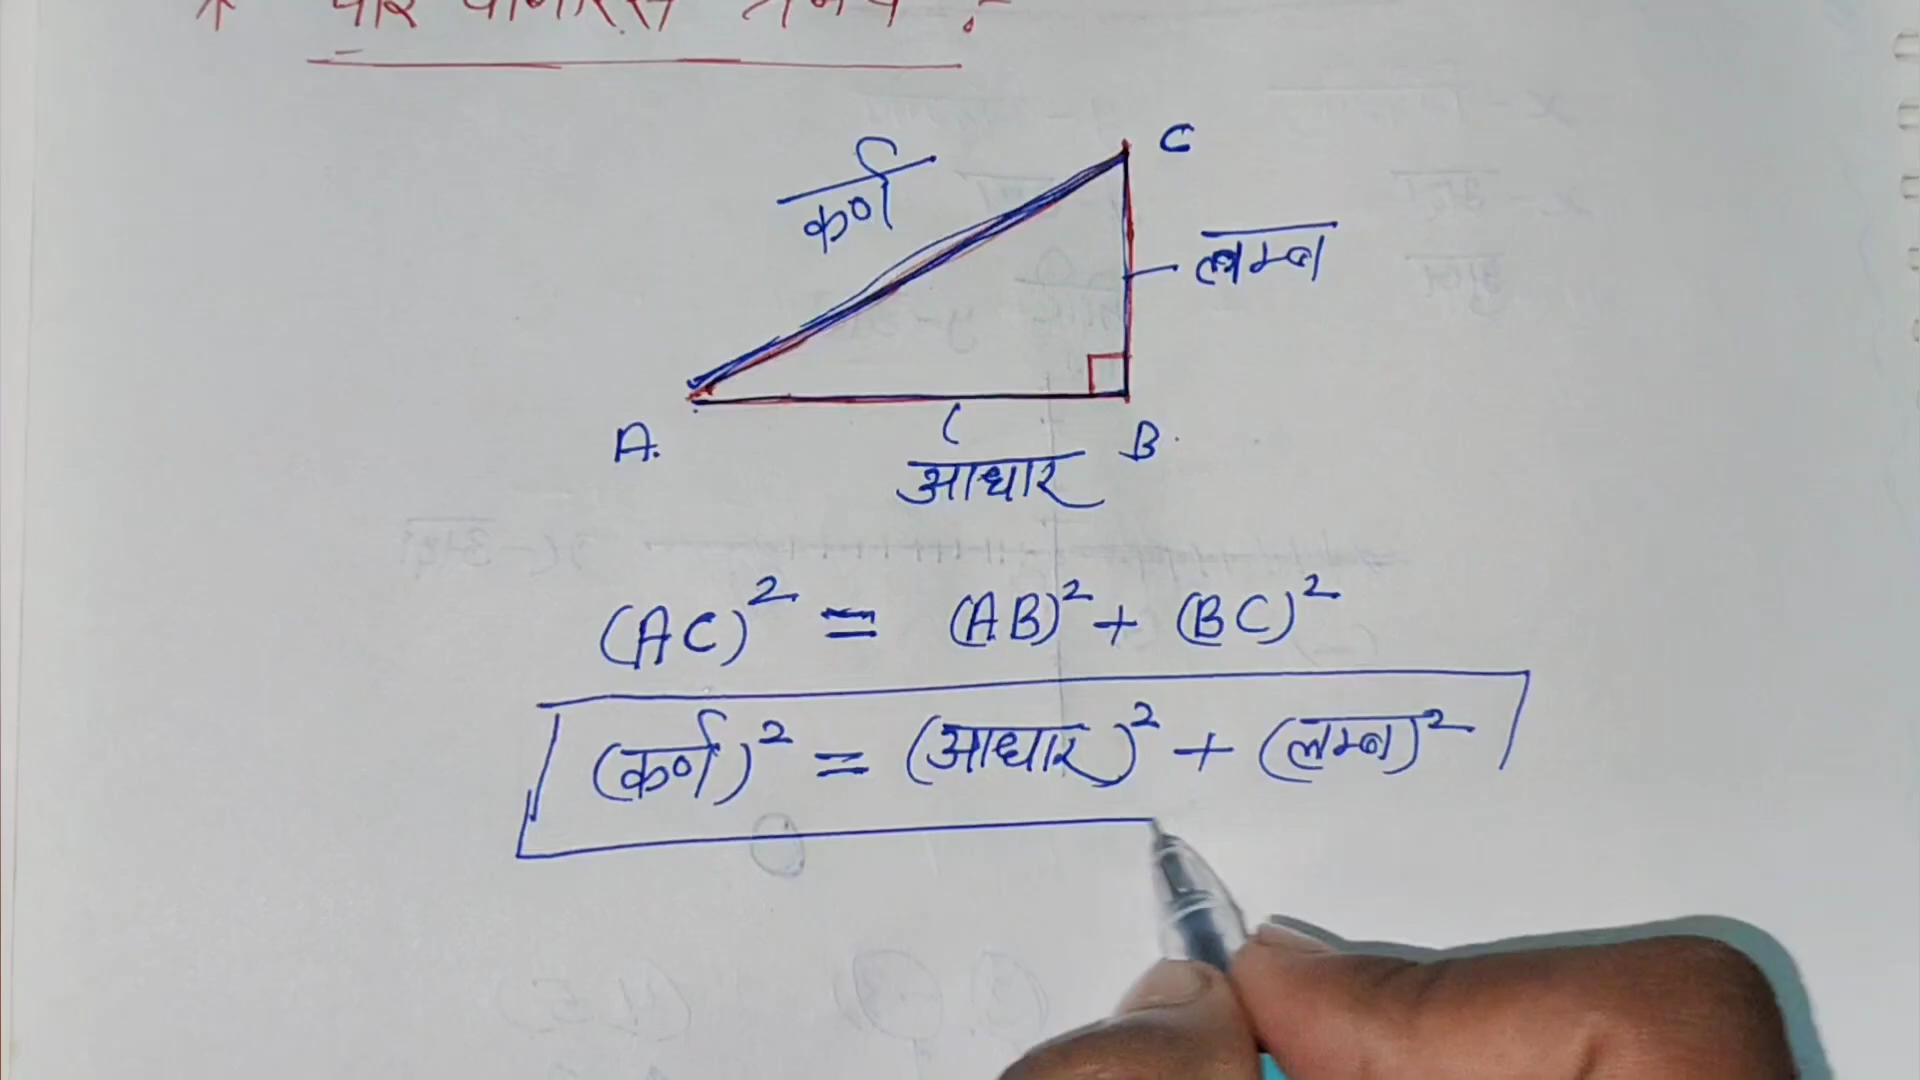 कर्ण
C
लम्ब
A.
B
आधार
(AC)² = (AB)² + (BC)²
(कर्ण)² = (आधार)² + (लम्ब)²